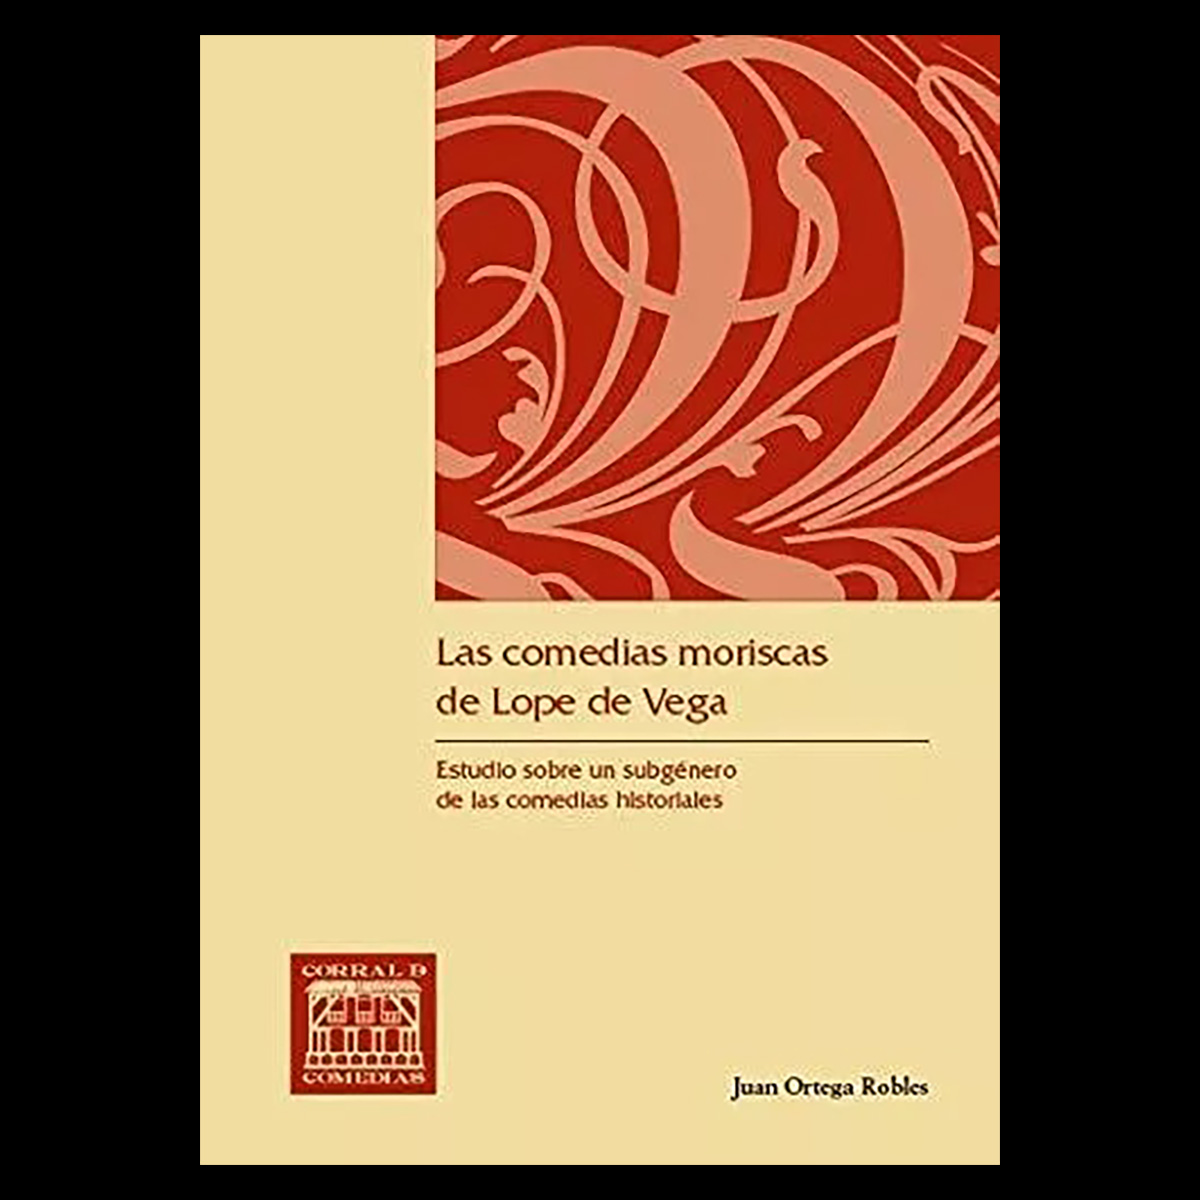 Las comedias moriscas
de Lope de Vega
Estudio sobre un subgénero
de las comedias historiales
CORRAL D
COMEDIAS
Juan Ortega Robles